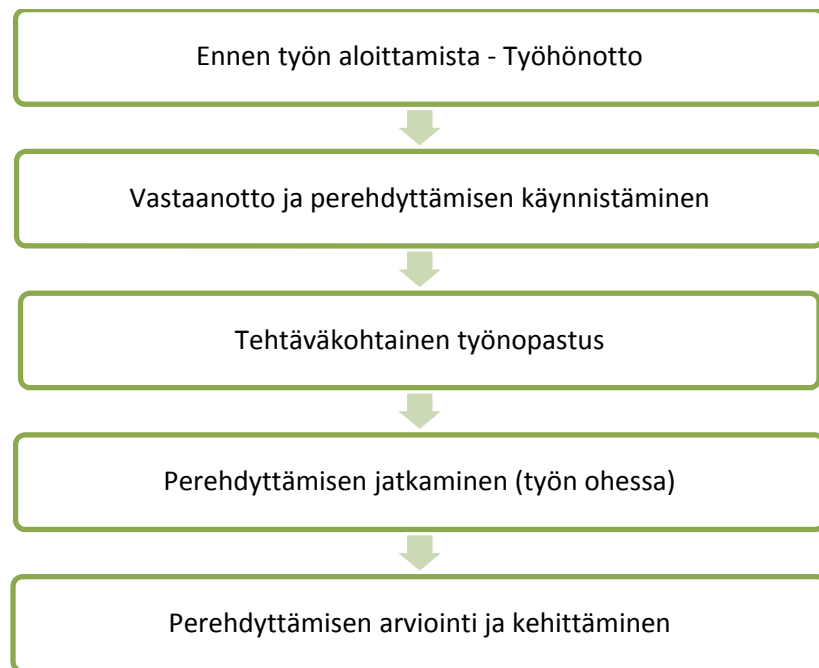 Ennen työn aloittamista - Työhönotto
Vastaanotto ja perehdyttämisen käynnistäminen
Tehtäväkohtainen työnopastus
Perehdyttämisen jatkaminen (työn ohessa)
Perehdyttämisen arviointi ja kehittäminen